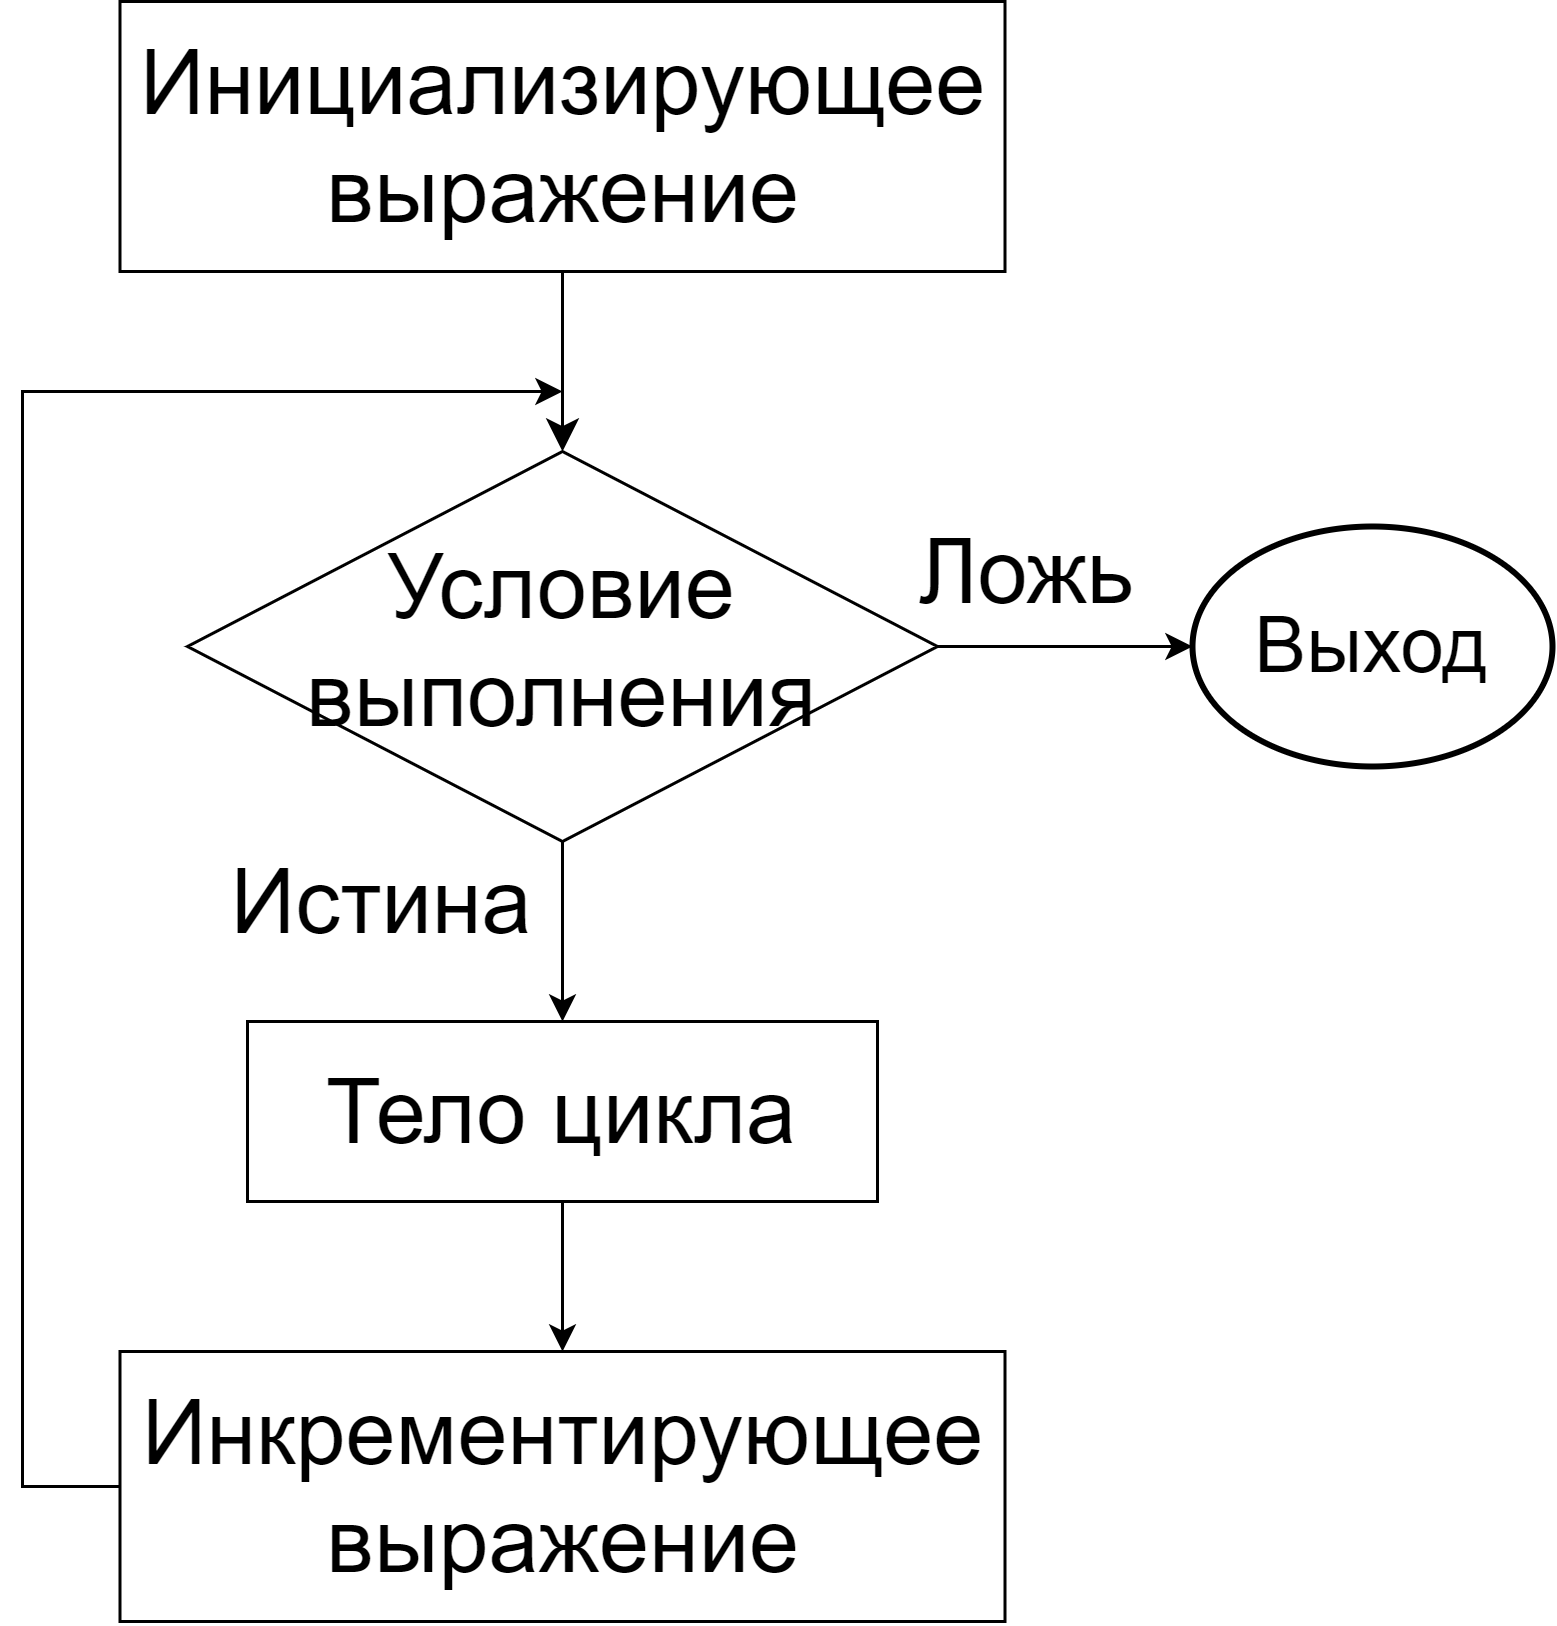 Инициализирующее
выражение
Условие
выполнения
Ложь
Выход
Истина
Тело цикла
Инкрементирующее
выражение